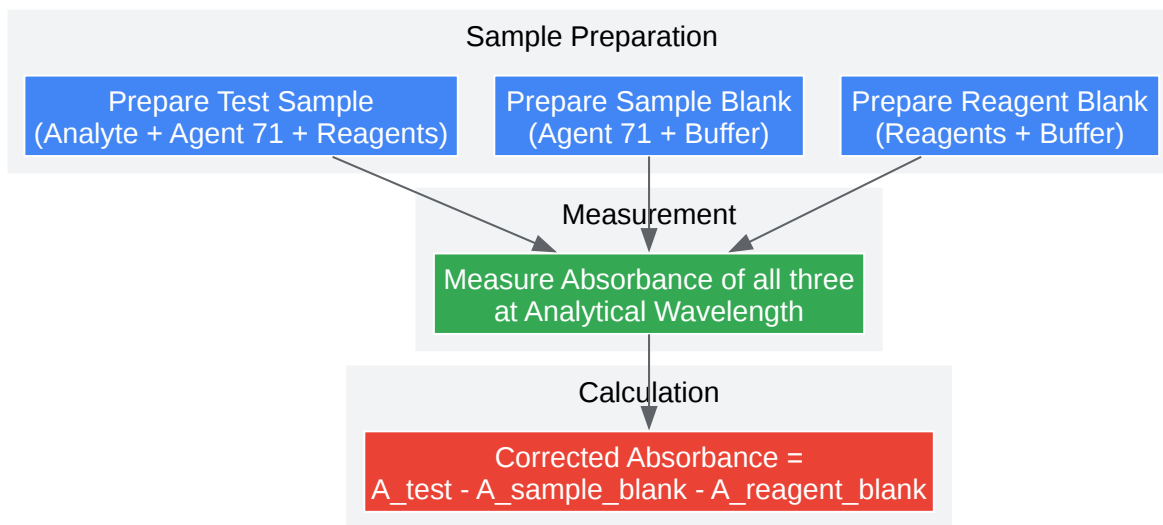 Sample Preparation
Prepare Test Sample
(Analyte + Agent 71 + Reagents)
Prepare Sample Blank
(Agent 71 + Buffer)
Prepare Reagent Blank
(Reagents + Buffer)
Measurement
Measure Absorbance of all three
at Analytical Wavelength
Calculation
Corrected Absorbance =
A_test - A_sample_blank - A_reagent_blank